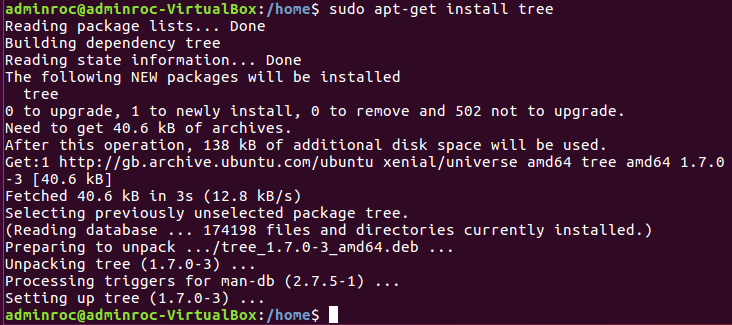 adminroc@adminroc-VirtualBox:/home$ sudo apt-get install tree
Reading package lists... Done
Building dependency tree
Reading state information... Done
The following NEW packages will be installed
  tree
0 to upgrade, 1 to newly install, 0 to remove and 502 not to upgrade.
Need to get 40.6 kB of archives.
After this operation, 138 kB of additional disk space will be used.
Get:1 http://gb.archive.ubuntu.com/ubuntu xenial/universe amd64 tree amd64 1.7.0
-3 [40.6 kB]
Fetched 40.6 kB in 3s (12.8 kB/s)
Selecting previously unselected package tree.
(Reading database ... 174198 files and directories currently installed.)
Preparing to unpack .../tree_1.7.0-3_amd64.deb ...
Unpacking tree (1.7.0-3) ...
Processing triggers for man-db (2.7.5-1) ...
Setting up tree (1.7.0-3) ...
adminroc@adminroc-VirtualBox:/home$